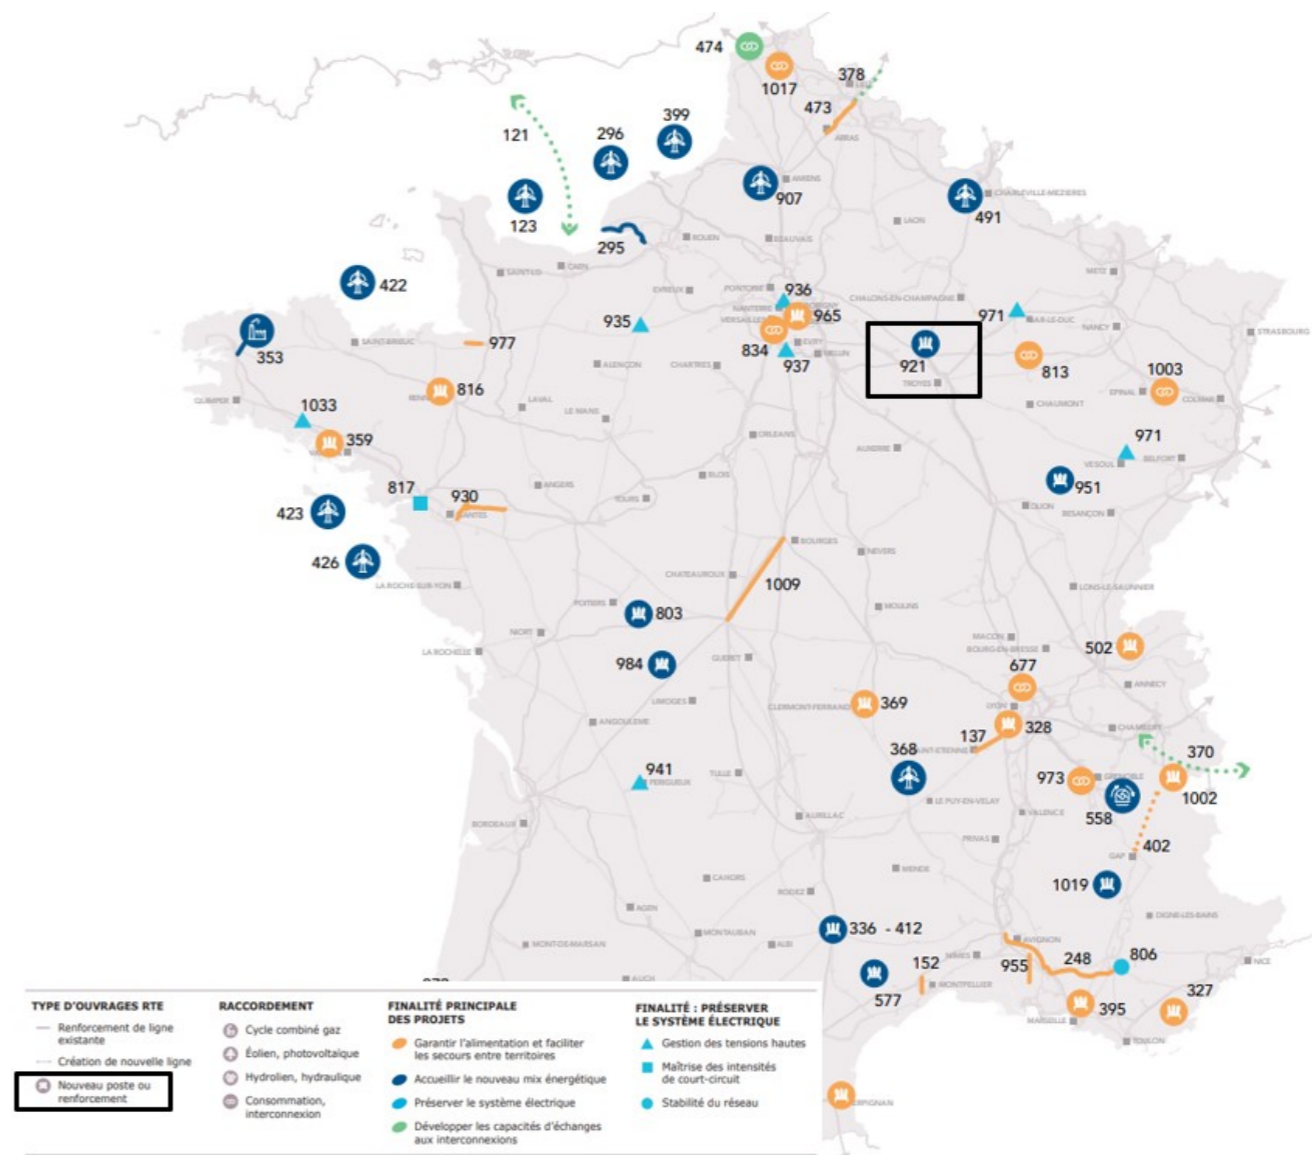 474
1017
378
LILLE
473
ARRAS
399
296
121
123
AMIENS
907
CHARLEVILLE-MEZIERES
491
LAON
295
ROUEN
BEAUVAIS
CAEN
SAINT-LO
METZ
422
EVREUX
PONTOISE
936
NANTERRE
BOBIGNY
CHALONS-EN-CHAMPAGNE
VERSAILLES
965
935
971
BAR-LE-DUC
NANCY
STRASBOURG
353
SAINT-BRIEUC
977
834
EVRY
MELUN
937
921
813
1003
ALENÇON
CHARTRES
TROYES
EPINAL
COLMAR
QUIMPER
1033
816
LAVAL
LE MANS
CHAUMONT
359
ORLEANS
AUXERRE
971
VESOUL
BELFORT
817
930
ANGERS
BLOIS
951
423
NANTES
TOURS
DIJON
BESANÇON
426
BOURGES
NEVERS
LA ROCHE-SUR-YON
CHATEAUROUX
1009
LONS-LE-SAUNNIER
POITIERS
803
MOULINS
NIORT
MACON
BOURG-EN-BRESSE
502
LA ROCHELLE
984
GUERET
677
ANNECY
LIMOGES
CLERMONT-FERRAND
369
LYON
ANGOULEME
137
328
CHAMBERY
368
SAINT-ETIENNE
370
941
PERIGUEUX
TULLE
973
GRENOBLE
1002
LE PUY-EN-VELAY
558
BORDEAUX
AURILLAC
VALENCE
PRIVAS
402
GAP
CAHORS
MENDE
RODEZ
1019
AGEN
DIGNE-LES-BAINS
MONT-DE-MARSAN
MONTAUBAN
ALBI
336 - 412
AVIGNON
NIMES
248
806
NICE
AUCH
577
152
MONTPELLIER
955
395
327
MARSEILLE
TOULON
ERPIGNAN
TYPE D'OUVRAGES RTE
Renforcement de ligne
existante
Création de nouvelle ligne
Nouveau poste ou
renforcement
RACCORDEMENT
Cycle combiné gaz
Éolien, photovoltaïque
Hydrolien, hydraulique
Consommation,
interconnexion
FINALITÉ PRINCIPALE
DES PROJETS
Garantir l'alimentation et faciliter
les secours entre territoires
Accueillir le nouveau mix énergétique
Préserver le système électrique
Développer les capacités d'échanges
aux interconnexions
FINALITÉ : PRÉSERVER
LE SYSTÈME ÉLECTRIQUE
Gestion des tensions hautes
Maîtrise des intensités
de court-circuit
Stabilité du réseau